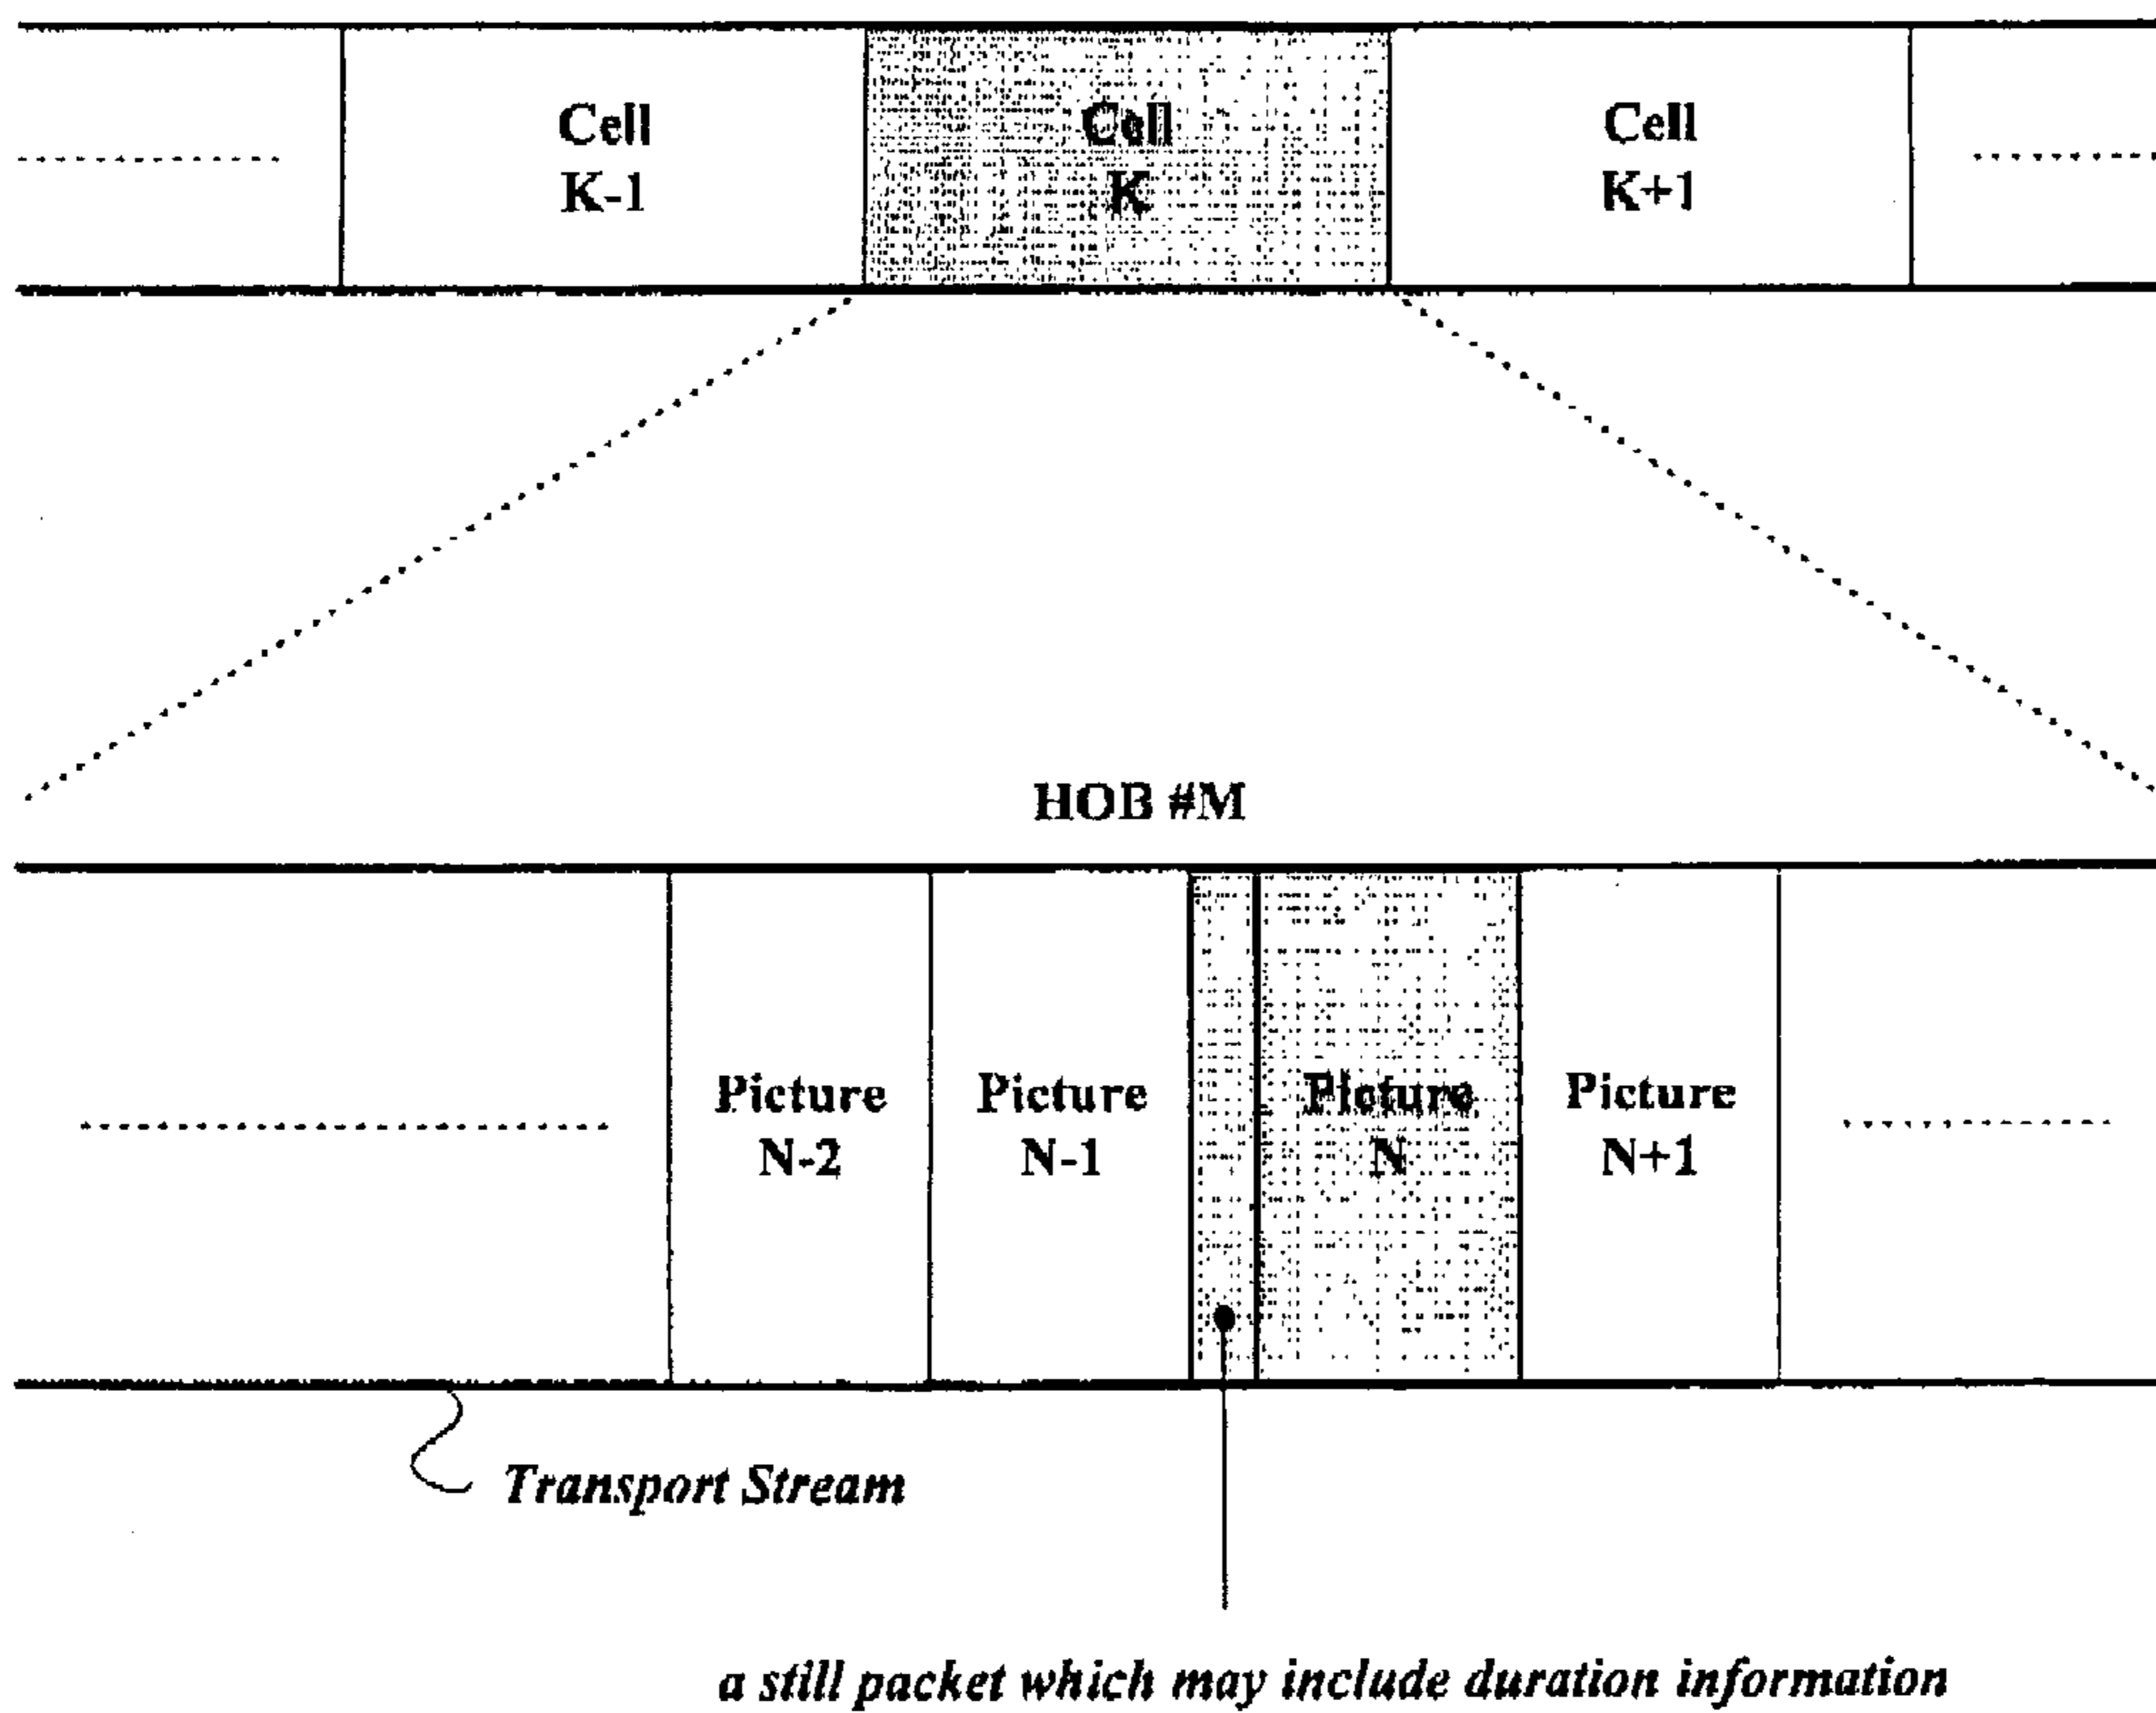 Cell
K-1
Cell
K
Cell
K+1
HOB #M
Picture
N-2
Picture
N-1
Picture
N
Picture
N+1
Transport Stream
a still packet which may include duration information